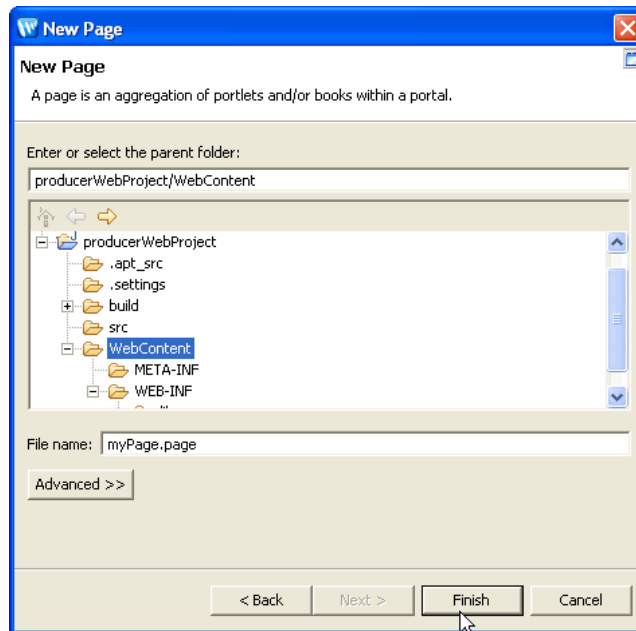 New Page
New Page
A page is an aggregation of portlets and/or books within a portal.
Enter or select the parent folder:
producerWebProject/WebContent
producerWebProject
.apt_src
.settings
build
src
WebContent
META-INF
WEB-INF
File name: myPage.page
Advanced >>
< Back Next > Finish Cancel